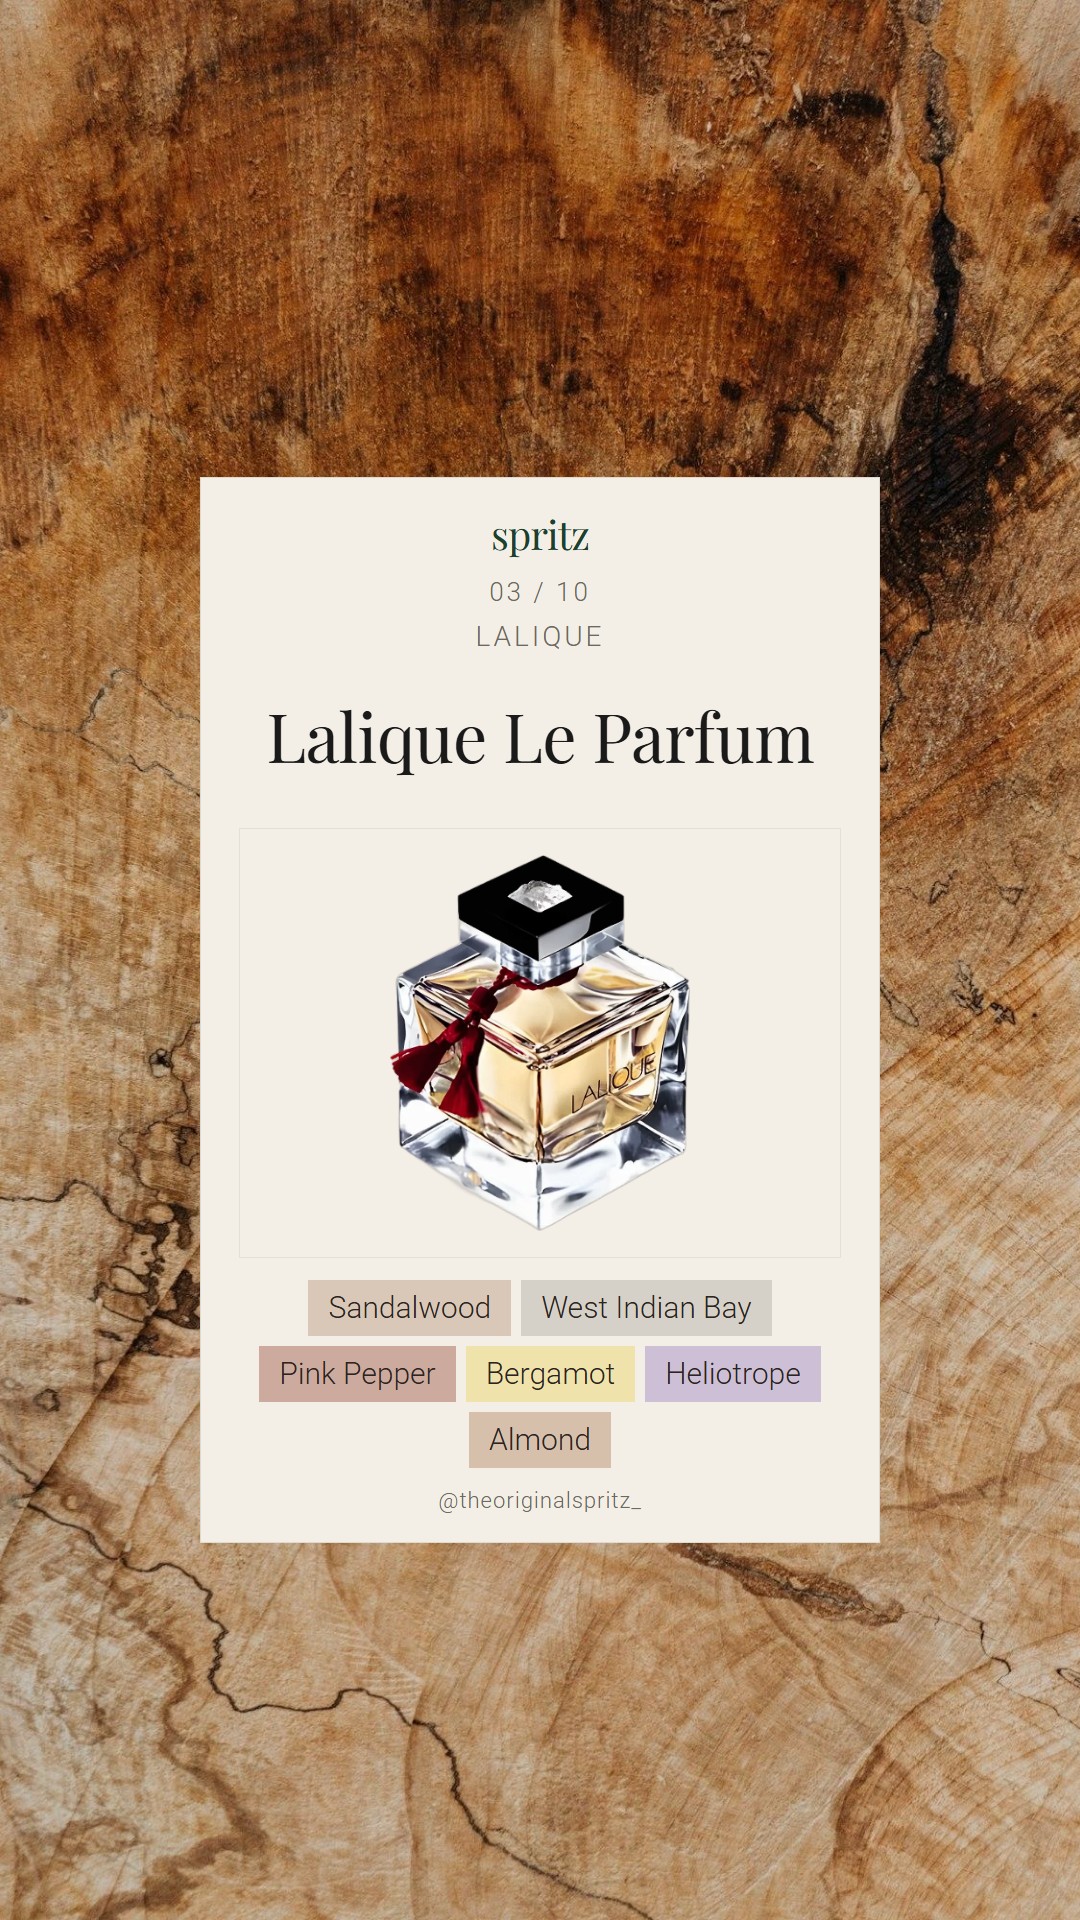 spritz
03 / 10
LALIQUE
Lalique Le Parfum
LALIQUE
Sandalwood West Indian Bay
Pink Pepper Bergamot Heliotrope
Almond
@theoriginalspritz_